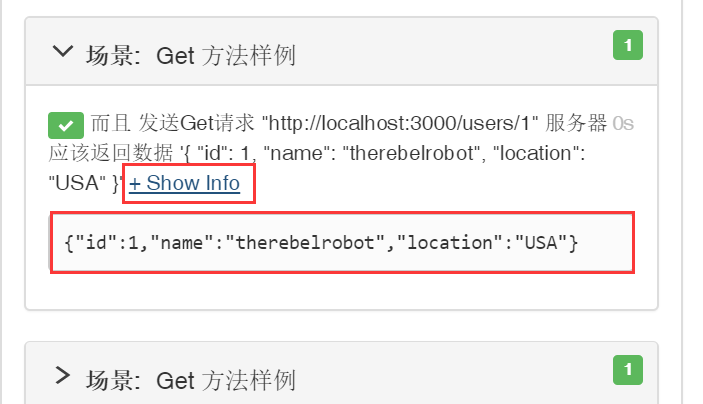 场景: Get 方法样例 1
而且 发送Get请求 "http://localhost:3000/users/1" 服务器 0s
应该返回数据 '{ "id": 1, "name": "therebelrobot", "location":
"USA" }' + Show Info
{"id":1,"name":"therebelrobot","location":"USA"}
场景: Get 方法样例 1